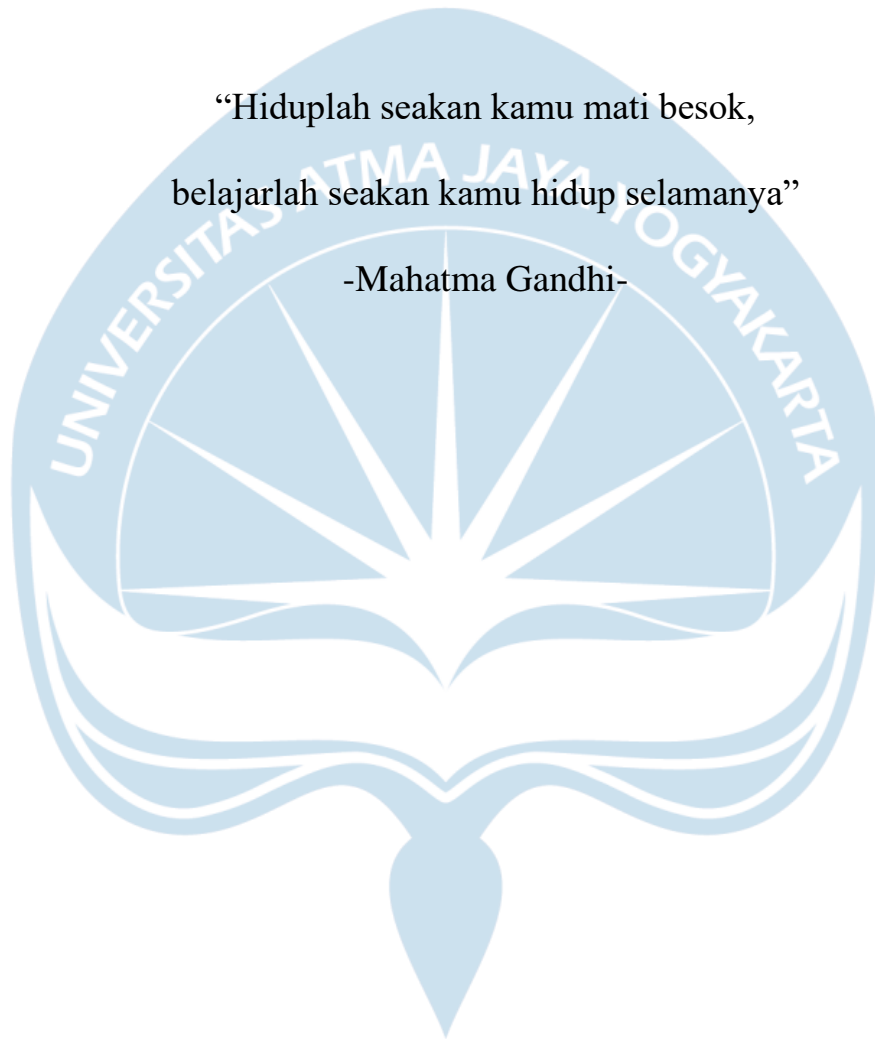 “Hiduplah seakan kamu mati besok,
belajarlah seakan kamu hidup selamanya”
-Mahatma Gandhi-
UNIVERSITAS ATMA JAYA YOGYAKARTA